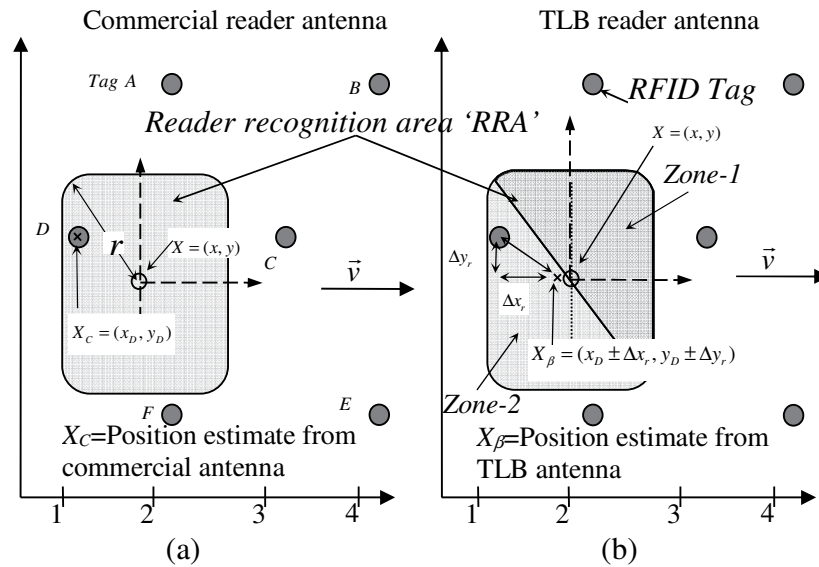 Commercial reader antenna
TLB reader antenna
Tag A
B
RFID Tag
Reader recognition area ‘RRA’
X = (x, y)
Zone-1
D
r
X = (x, y)
C
Δy_r
v⃗
v⃗
Δx_r
X_C = (x_D, y_D)
X_β = (x_D ± Δx_r, y_D ± Δy_r)
Zone-2
F
E
X_C=Position estimate from
commercial antenna
X_β=Position estimate from
TLB antenna
1 2 3 4
1 2 3 4
(a)
(b)